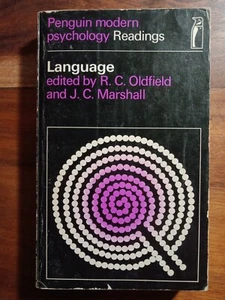 Penguin modern
psychology Readings
Language
edited by R. C. Oldfield
and J. C. Marshall